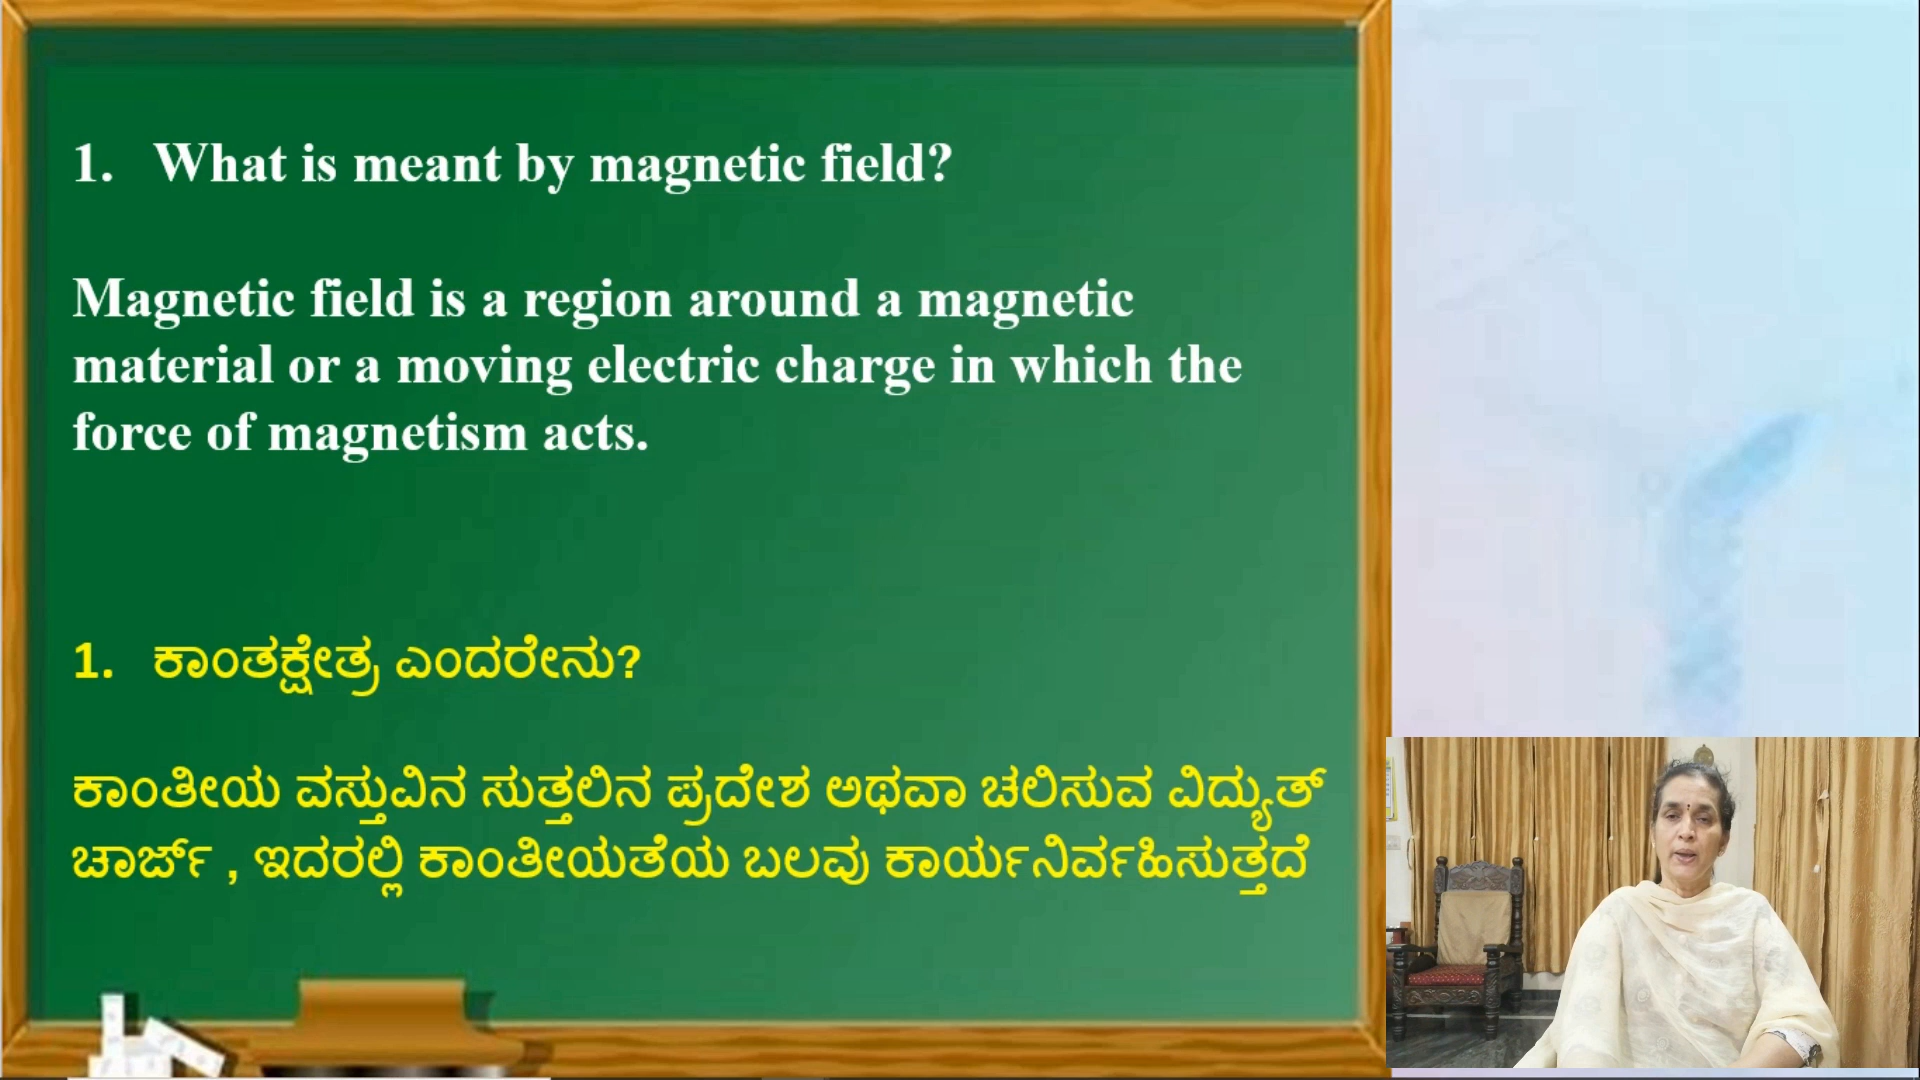 1. What is meant by magnetic field?
Magnetic field is a region around a magnetic
material or a moving electric charge in which the
force of magnetism acts.
1. ಕಾಂತಕ್ಷೇತ್ರ ಎಂದರೇನು?
ಕಾಂತೀಯ ವಸ್ತುವಿನ ಸುತ್ತಲಿನ ಪ್ರದೇಶ ಅಥವಾ ಚಲಿಸುವ ವಿದ್ಯುತ್
ಚಾರ್ಜ್ , ಇದರಲ್ಲಿ ಕಾಂತೀಯತೆಯ ಬಲವು ಕಾರ್ಯನಿರ್ವಹಿಸುತ್ತದೆ